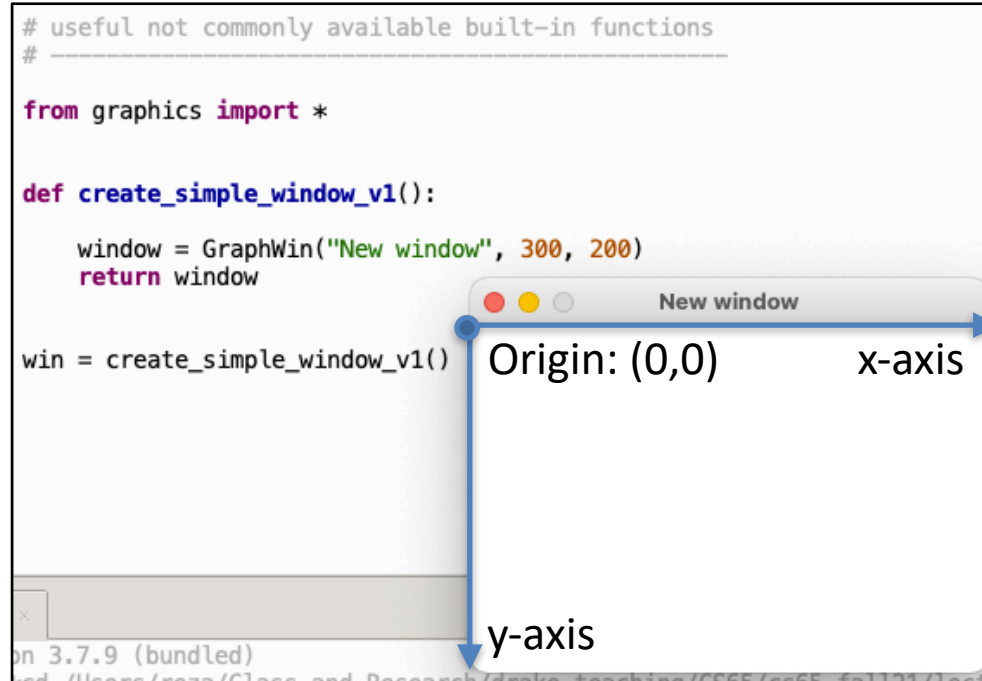 # useful not commonly available built-in functions
# ————————————————————————
from graphics import *
def create_simple_window_v1():
window = GraphWin("New window", 300, 200)
return window
New window
win = create_simple_window_v1()
Origin: (0,0) x-axis
y-axis
3.7.9 (bundled)